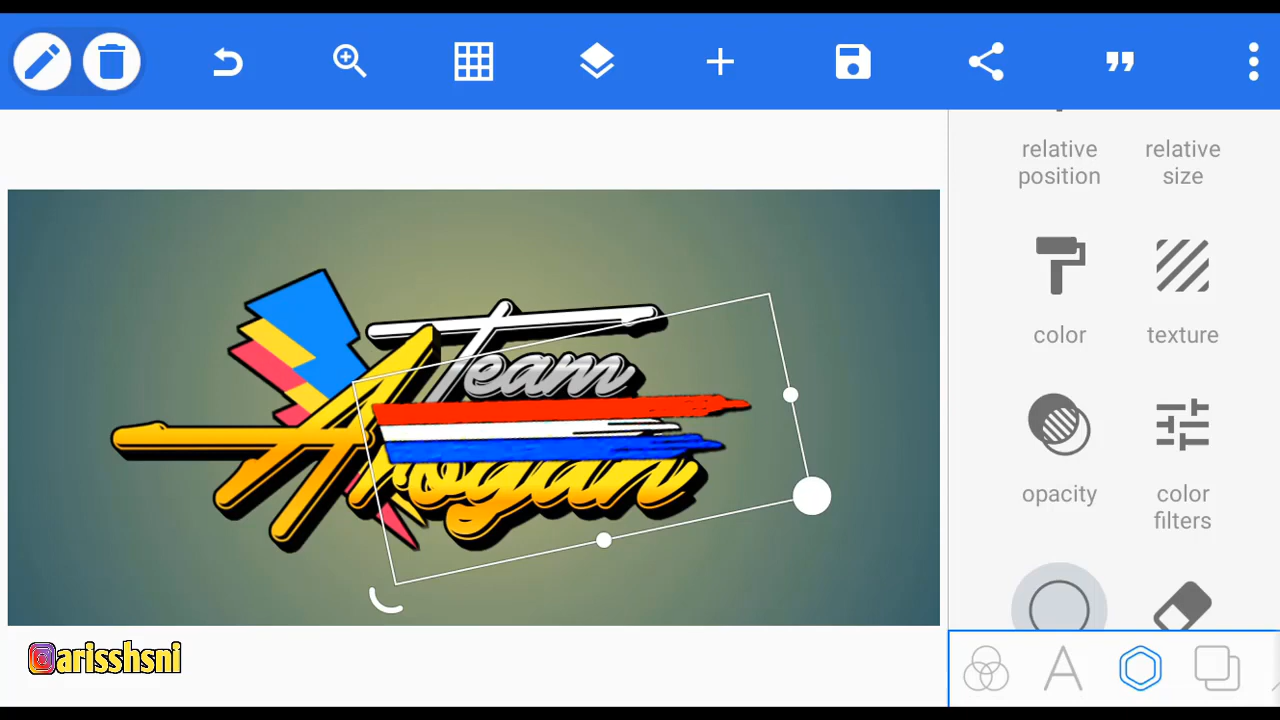 relative
position
relative
size
color
texture
opacity
color
filters
Team
Arogan
@arisshsni